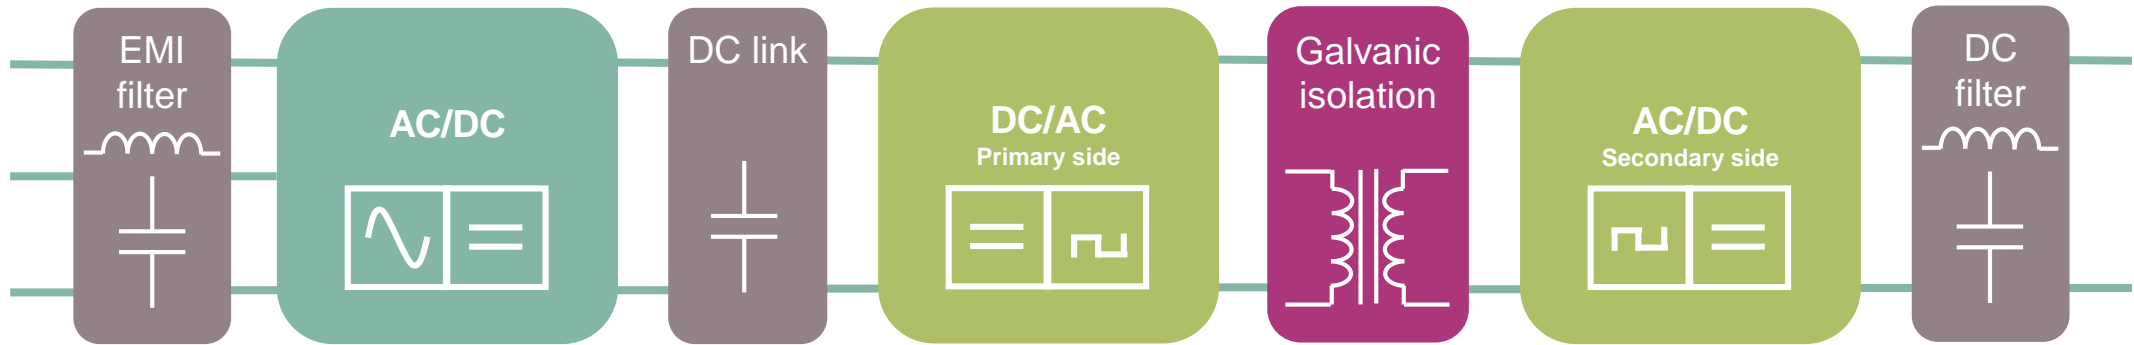 EMI
filter
AC/DC
DC link
DC/AC
Primary side
Galvanic
isolation
AC/DC
Secondary side
DC
filter